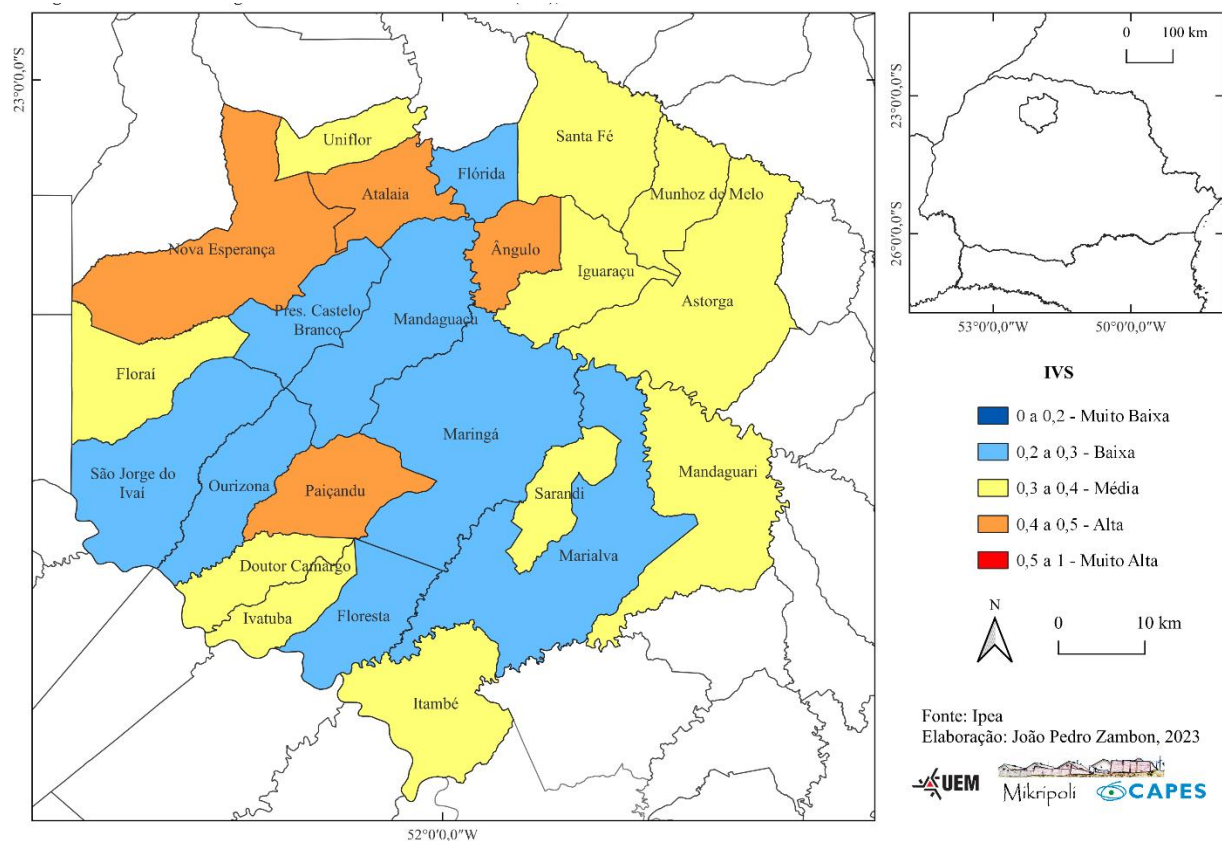 23°0'0,0"S
Uniflor
Santa Fé
Flórida
Atalaia
Munhoz de Melo
Nova Esperança
Ângulo
Iguaraçu
Astorga
Pres. Castelo
Branco
Mandaguaçu
Floraí
Maringá
São Jorge do
Ivaí
Ourizona
Paiçandu
Sarandi
Mandaguari
Marialva
Doutor Camargo
Ivatuba
Floresta
Itambé
52°0'0,0"W
0 100 km
23°0'0,0"S
26°0'0,0"S
53°0'0,0"W 50°0'0,0"W
IVS
0 a 0,2 - Muito Baixa
0,2 a 0,3 - Baixa
0,3 a 0,4 - Média
0,4 a 0,5 - Alta
0,5 a 1 - Muito Alta
N
0 10 km
Fonte: Ipea
Elaboração: João Pedro Zambon, 2023
UEM
Mikripoli
CAPES